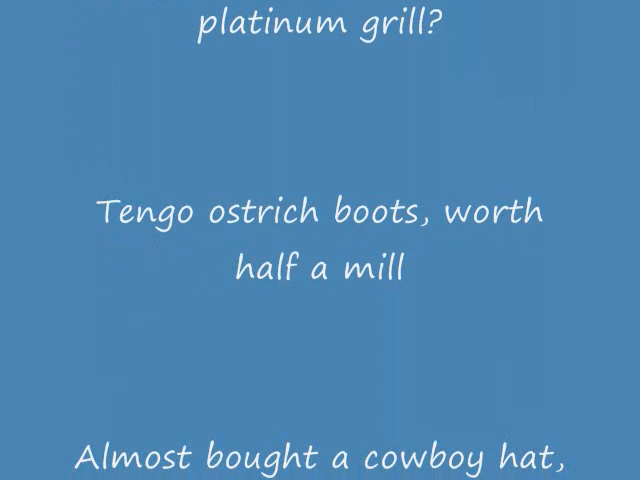 platinum grill?
Tengo ostrich boots, worth
half a mill
Almost bought a cowboy hat,